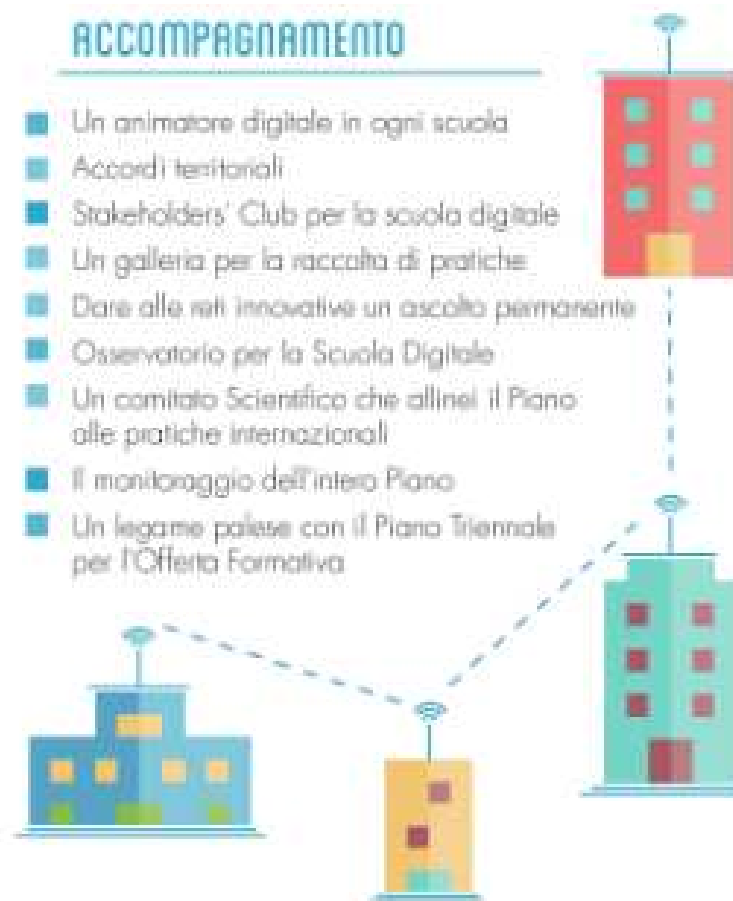 ACCOMPAGNAMENTO
Un animatore digitale in ogni scuola
Accordi territoriali
Stakeholders' Club per la scuola digitale
Un galleria per la raccolta di pratiche
Dare alle reti innovative un ascolto permanente
Osservatorio per la Scuola Digitale
Un comitato Scientifico che allinei il Piano
alle pratiche internazionali
Il monitoraggio dell'intero Piano
Un legame palese con il Piano Triennale
per l'Offerta Formativa